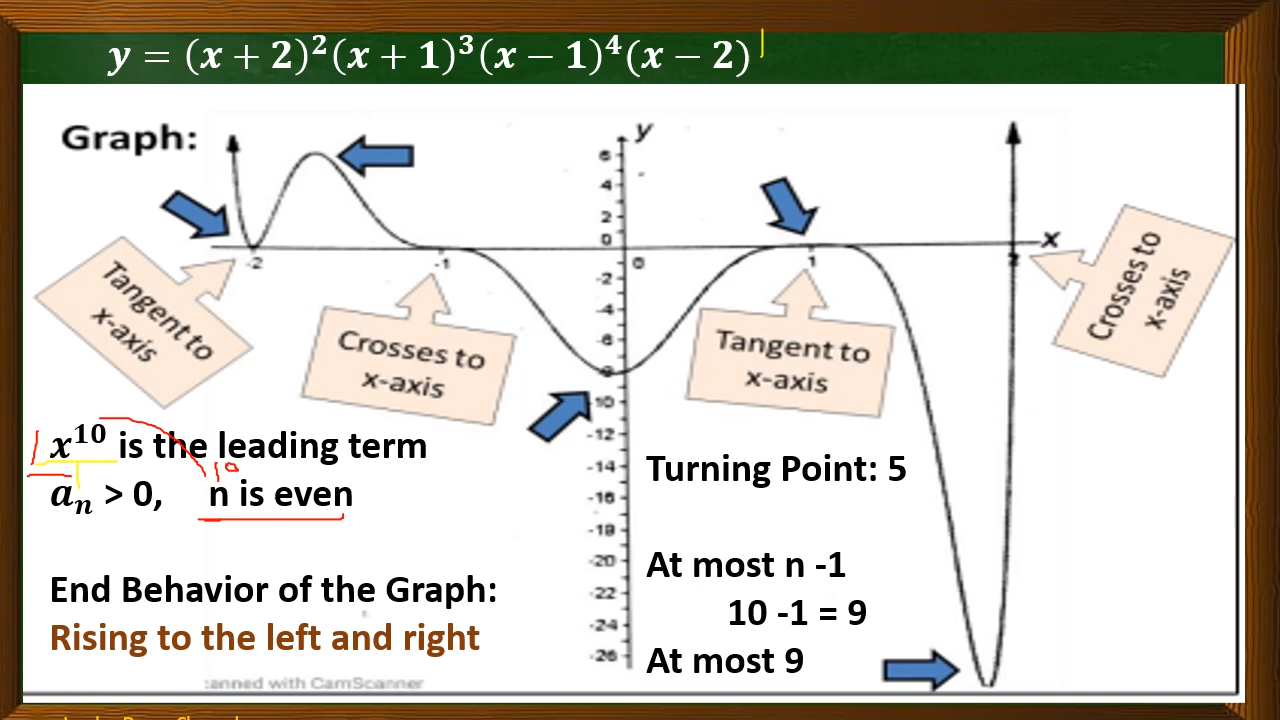 y = (x + 2)²(x + 1)³(x − 1)⁴(x − 2)
Graph:
y
6
4
2
0
-2
-1
0
1
2
x
-2
-4
-6
-8
-10
-12
-14
-16
-18
-20
-22
-24
-26
Tangent to
x-axis
Crosses to
x-axis
Tangent to
x-axis
Crosses to
x-axis
x¹⁰ is the leading term
10
aₙ > 0, n is even
End Behavior of the Graph:
Rising to the left and right
Turning Point: 5
At most n -1
10 -1 = 9
At most 9
anned with CamScanner